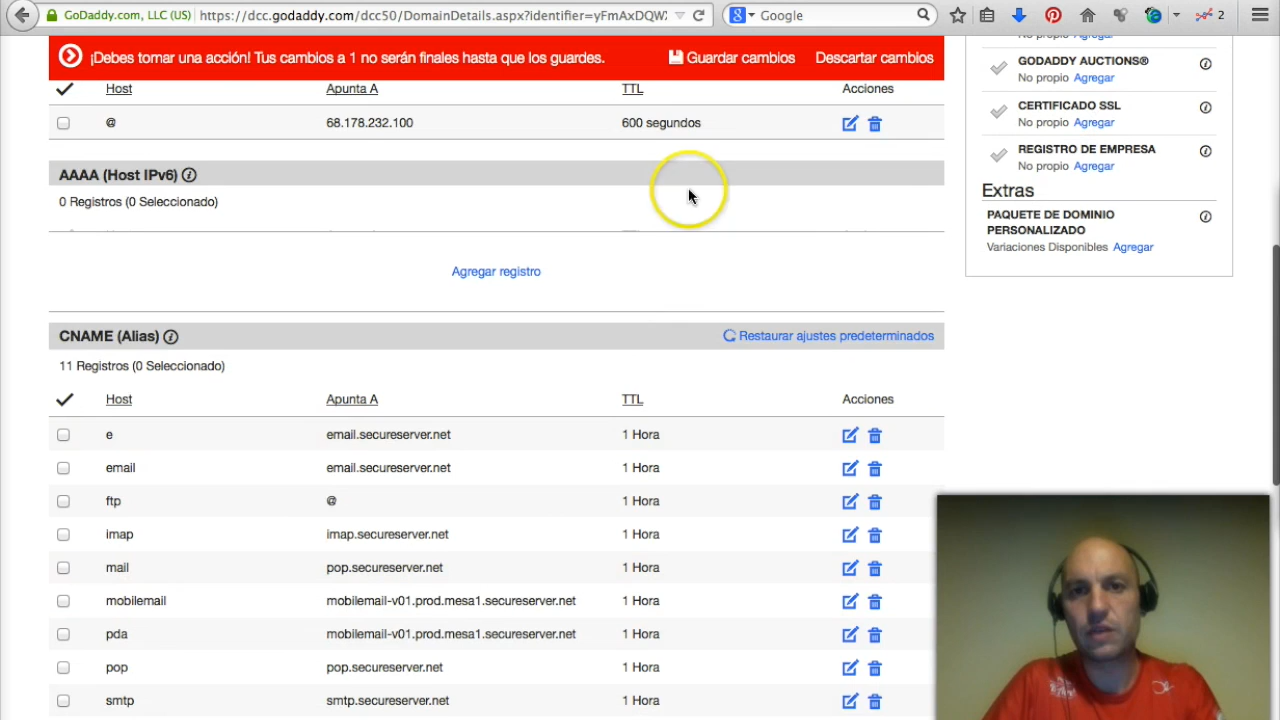 GoDaddy.com, LLC (US) https://dcc.godaddy.com/dcc50/DomainDetails.aspx?identifier=yFmAxDQW Google 2
¡Debes tomar una acción! Tus cambios a 1 no serán finales hasta que los guardes. Guardar cambios Descartar cambios
Host Apunta A TTL Acciones
@ 68.178.232.100 600 segundos
AAAA (Host IPv6)
0 Registros (0 Seleccionado)
Agregar registro
CNAME (Alias) Restaurar ajustes predeterminados
11 Registros (0 Seleccionado)
Host Apunta A TTL Acciones
e email.secureserver.net 1 Hora
email email.secureserver.net 1 Hora
ftp @ 1 Hora
imap imap.secureserver.net 1 Hora
mail pop.secureserver.net 1 Hora
mobilemail mobilemail-v01.prod.mesa1.secureserver.net 1 Hora
pda mobilemail-v01.prod.mesa1.secureserver.net 1 Hora
pop pop.secureserver.net 1 Hora
smtp smtp.secureserver.net 1 Hora
No propio Agregar
GODADDY AUCTIONS®
No propio Agregar
CERTIFICADO SSL
No propio Agregar
REGISTRO DE EMPRESA
No propio Agregar
Extras
PAQUETE DE DOMINIO
PERSONALIZADO
Variaciones Disponibles Agregar